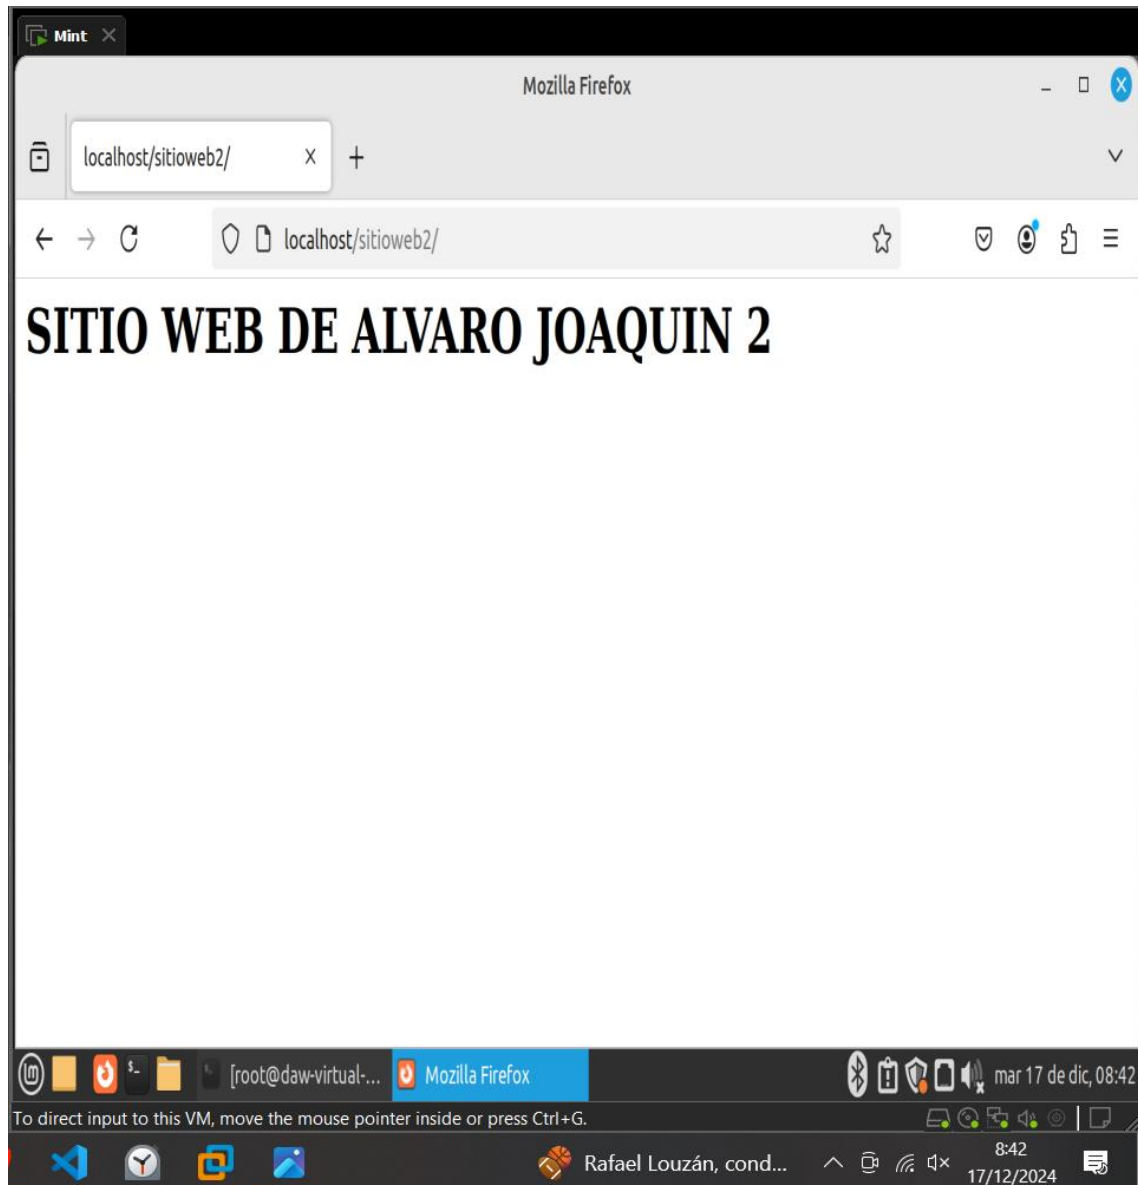 Mint
Mozilla Firefox
localhost/sitioweb2/
localhost/sitioweb2/
SITIO WEB DE ALVARO JOAQUIN 2
[root@daw-virtual-...
Mozilla Firefox
mar 17 de dic, 08:42
To direct input to this VM, move the mouse pointer inside or press Ctrl+G.
Rafael Louzán, cond...
8:42
17/12/2024